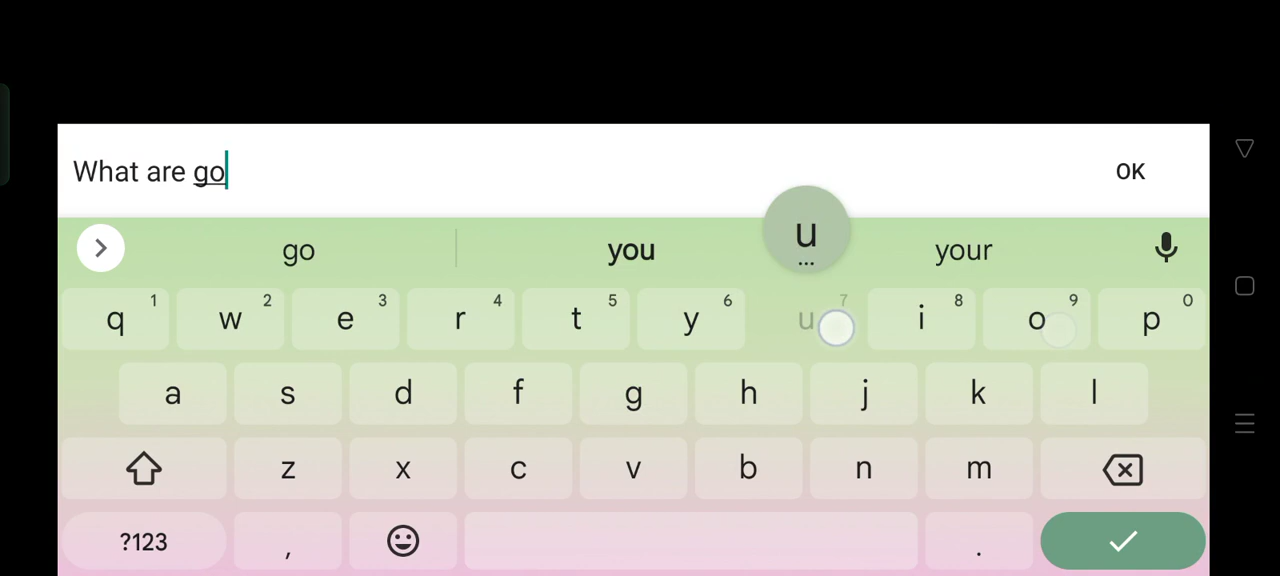 What are go
OK
u
...
go
you
your
q 1 w 2 e 3 r 4 t 5 y 6 u 7 i 8 o 9 p 0
a s d f g h j k l
z x c v b n m
?123 , .